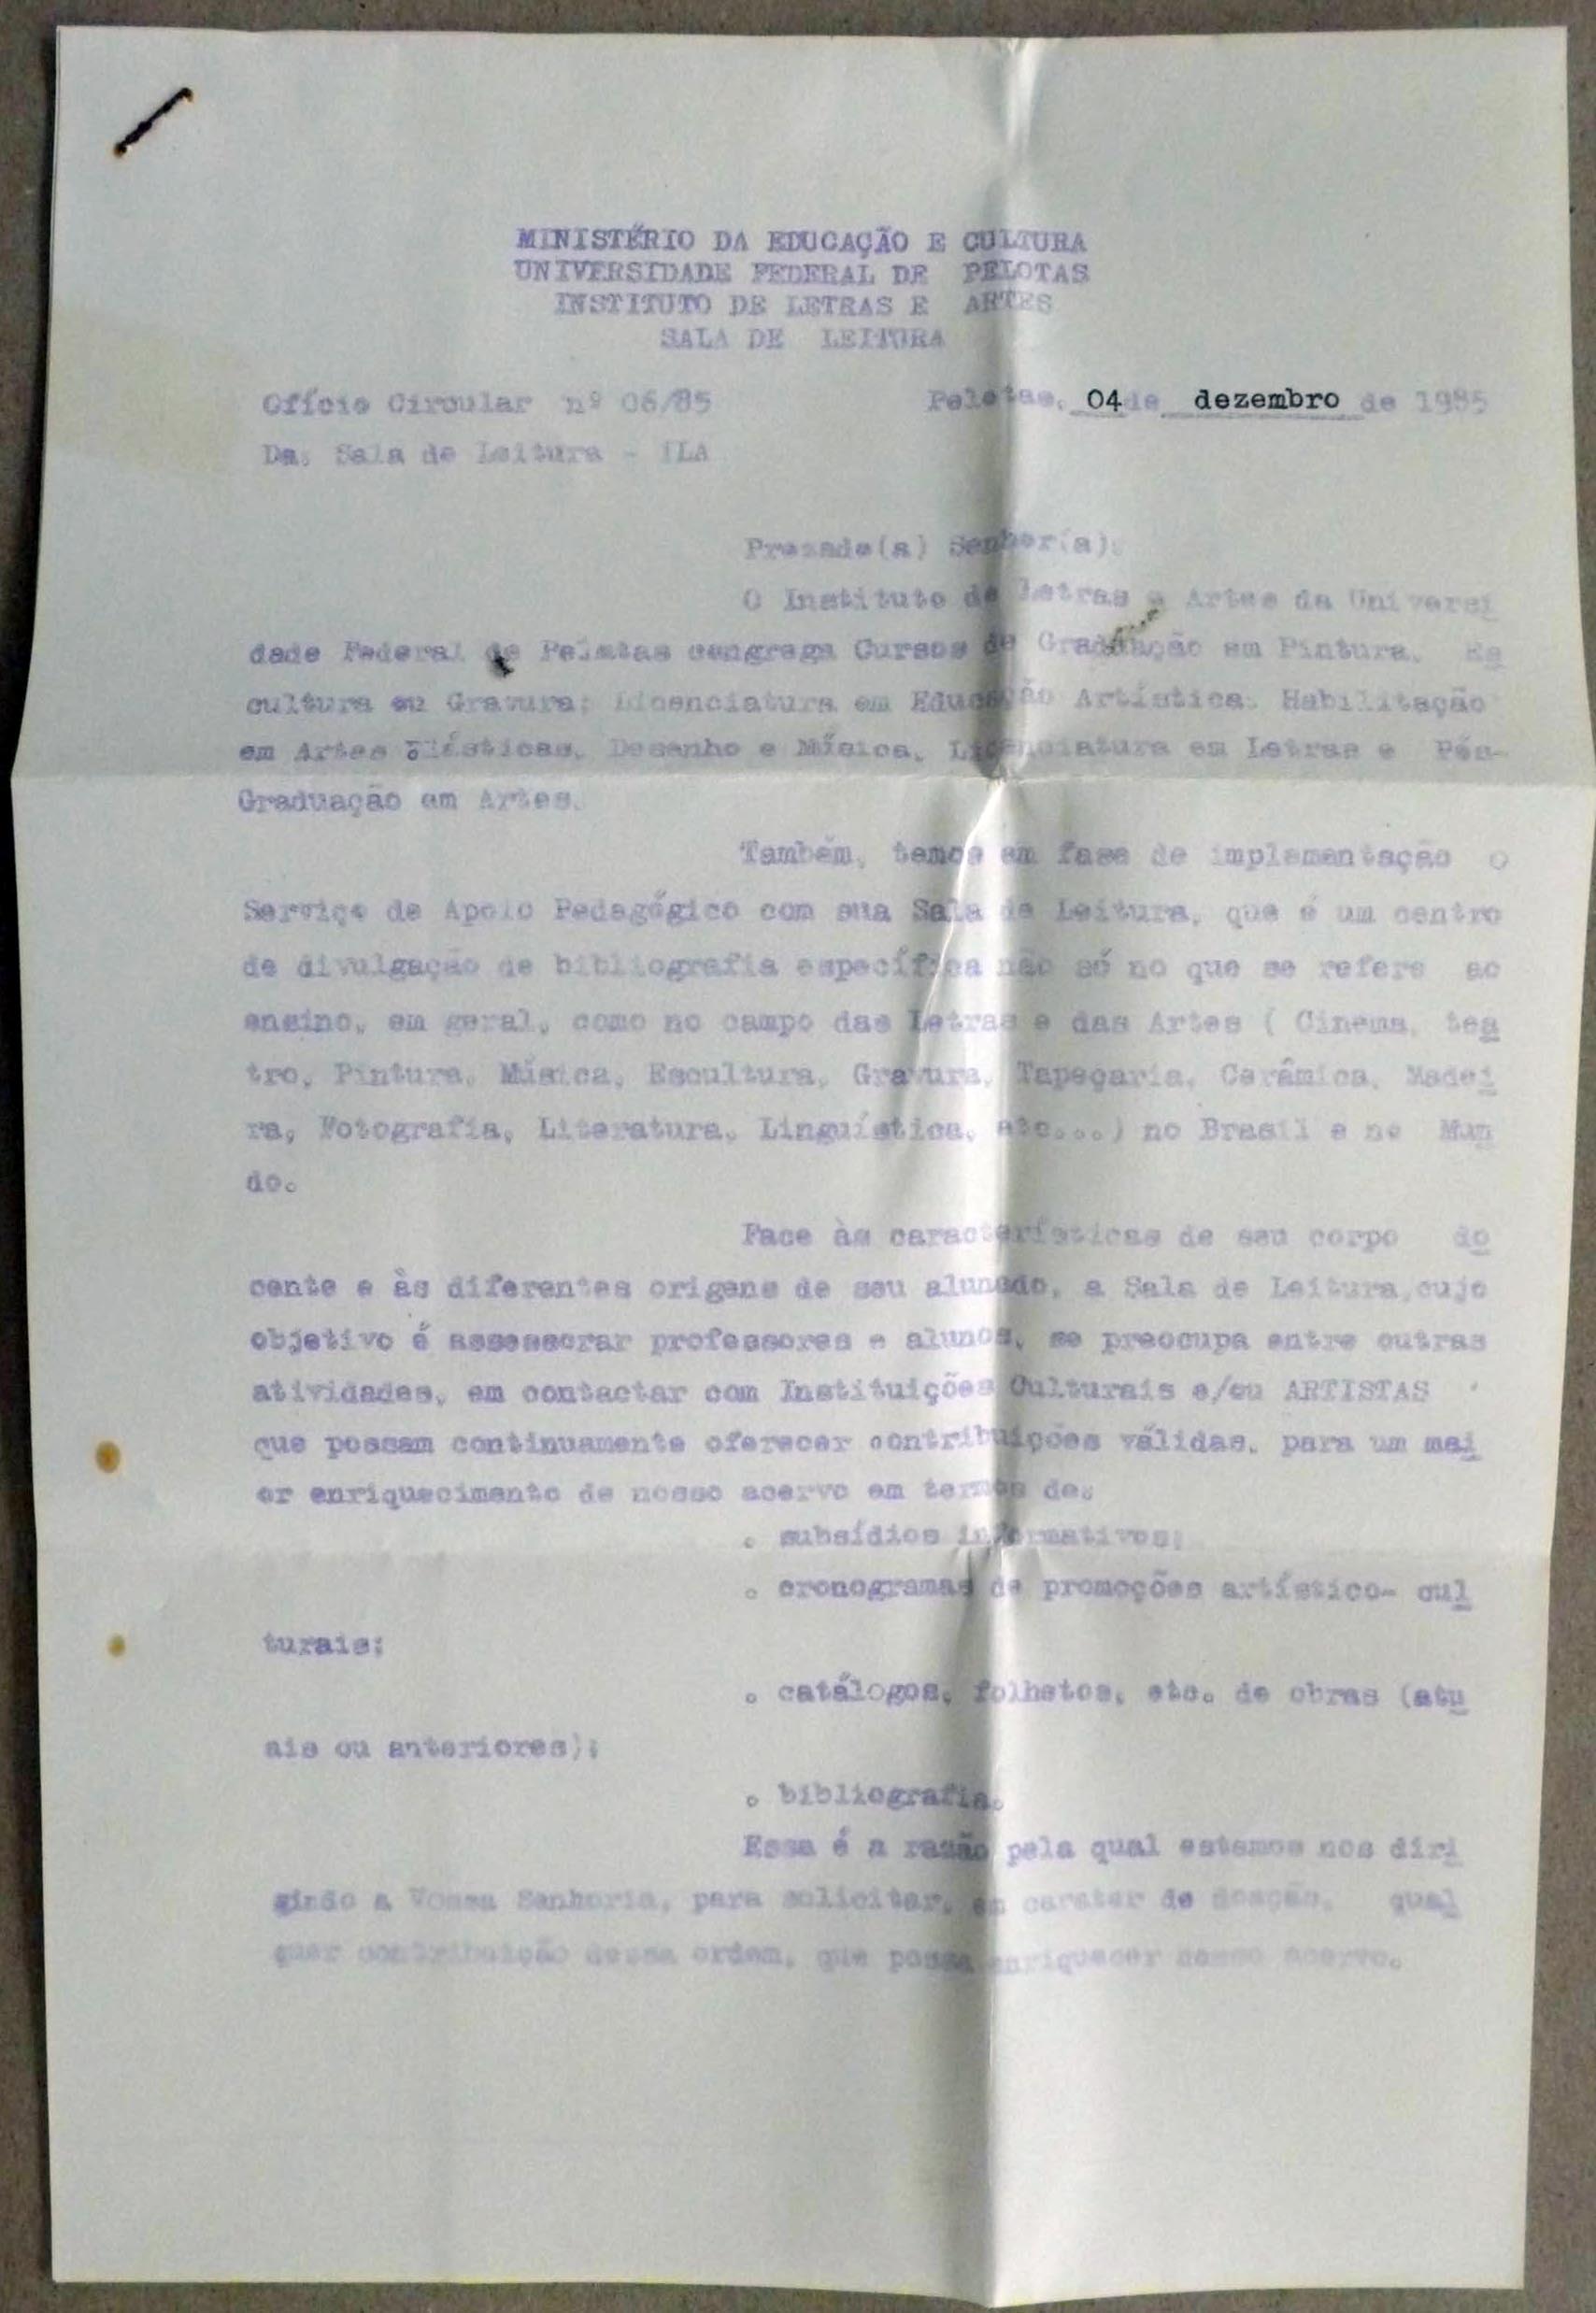 MINISTÉRIO DA EDUCAÇÃO E CULTURA
UNIVERSIDADE FEDERAL DE PELOTAS
INSTITUTO DE LETRAS E ARTES
SALA DE LEITURA
Ofício Circular nº 06/85 Pelotas, 04 de dezembro de 1985
Da: Sala de Leitura - ILA
Prezado(a) Senhor(a):
O Instituto de Letras e Artes da Universi
dade Federal de Pelotas congrega Cursos de Graduação em Pintura, Es
cultura ou Gravura; Licenciatura em Educação Artística: Habilitação
em Artes Plásticas, Desenho e Música, Licenciatura em Letras e Pós-
Graduação em Artes.
Também, temos em fase de implementação o
Serviço de Apoio Pedagógico com sua Sala de Leitura, que é um centro
de divulgação de bibliografia específica não só no que se refere ao
ensino, em geral, como no campo das Letras e das Artes ( Cinema, tea
tro, Pintura, Música, Escultura, Gravura, Tapeçaria, Cerâmica, Madei
ra, Fotografia, Literatura, Linguística, etc...) no Brasil e no Mun
do.
Face às características de seu corpo do
cente e às diferentes origens de seu alunado, a Sala de Leitura, cujo
objetivo é assessorar professores e alunos, se preocupa entre outras
atividades, em contactar com Instituições Culturais e/ou ARTISTAS '
que possam continuamente oferecer contribuições válidas, para um mai
or enriquecimento de nosso acervo em termos de:
. subsídios informativos;
. cronogramas de promoções artístico- cul
turais;
. catálogos, folhetos, etc. de obras (atu
ais ou anteriores);
. bibliografia.
Essa é a razão pela qual estamos nos diri
gindo a Vossa Senhoria, para solicitar, em carater de doação, qual
quer contribuição dessa ordem, que possa enriquecer nosso acervo.